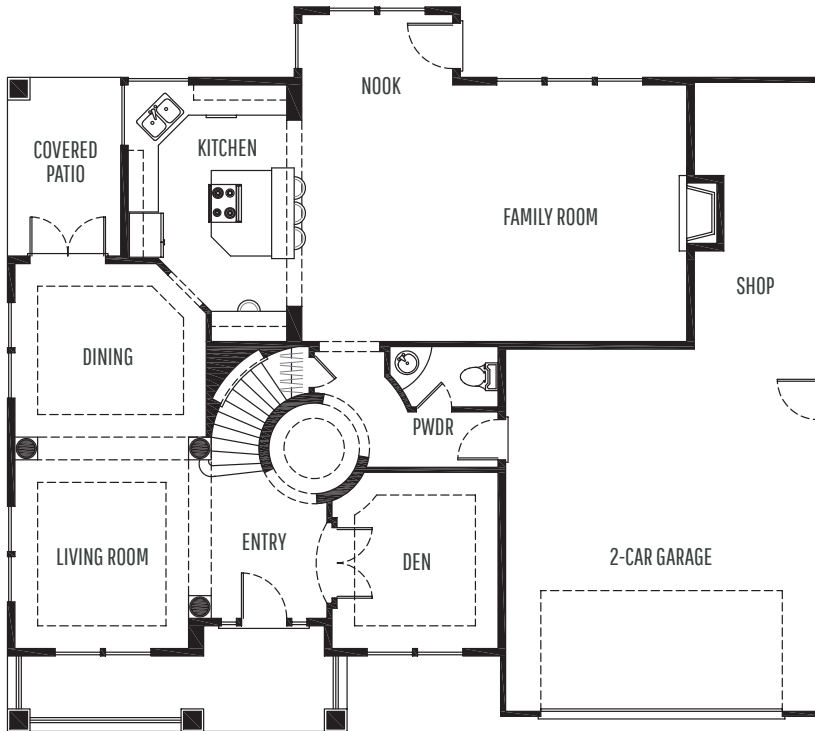 NOOK
COVERED
PATIO
KITCHEN
FAMILY ROOM
SHOP
DINING
PWDR
LIVING ROOM
ENTRY
DEN
2-CAR GARAGE